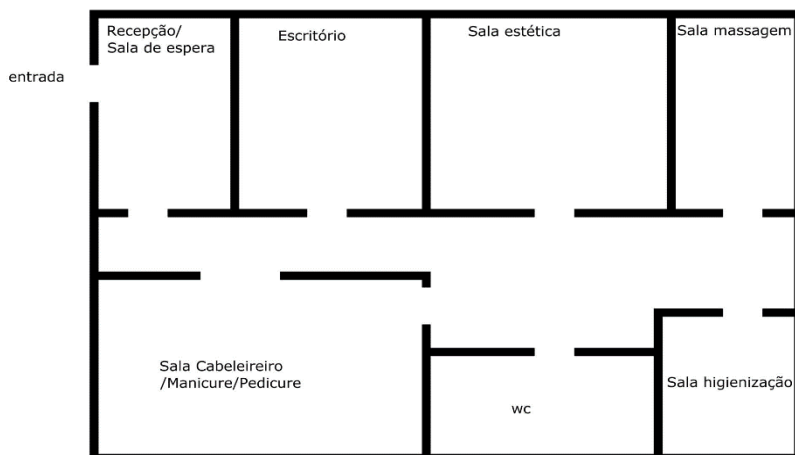 Recepção/
Sala de espera
Escritório
Sala estética
Sala massagem
entrada
Sala Cabeleireiro
/Manicure/Pedicure
wc
Sala higienização